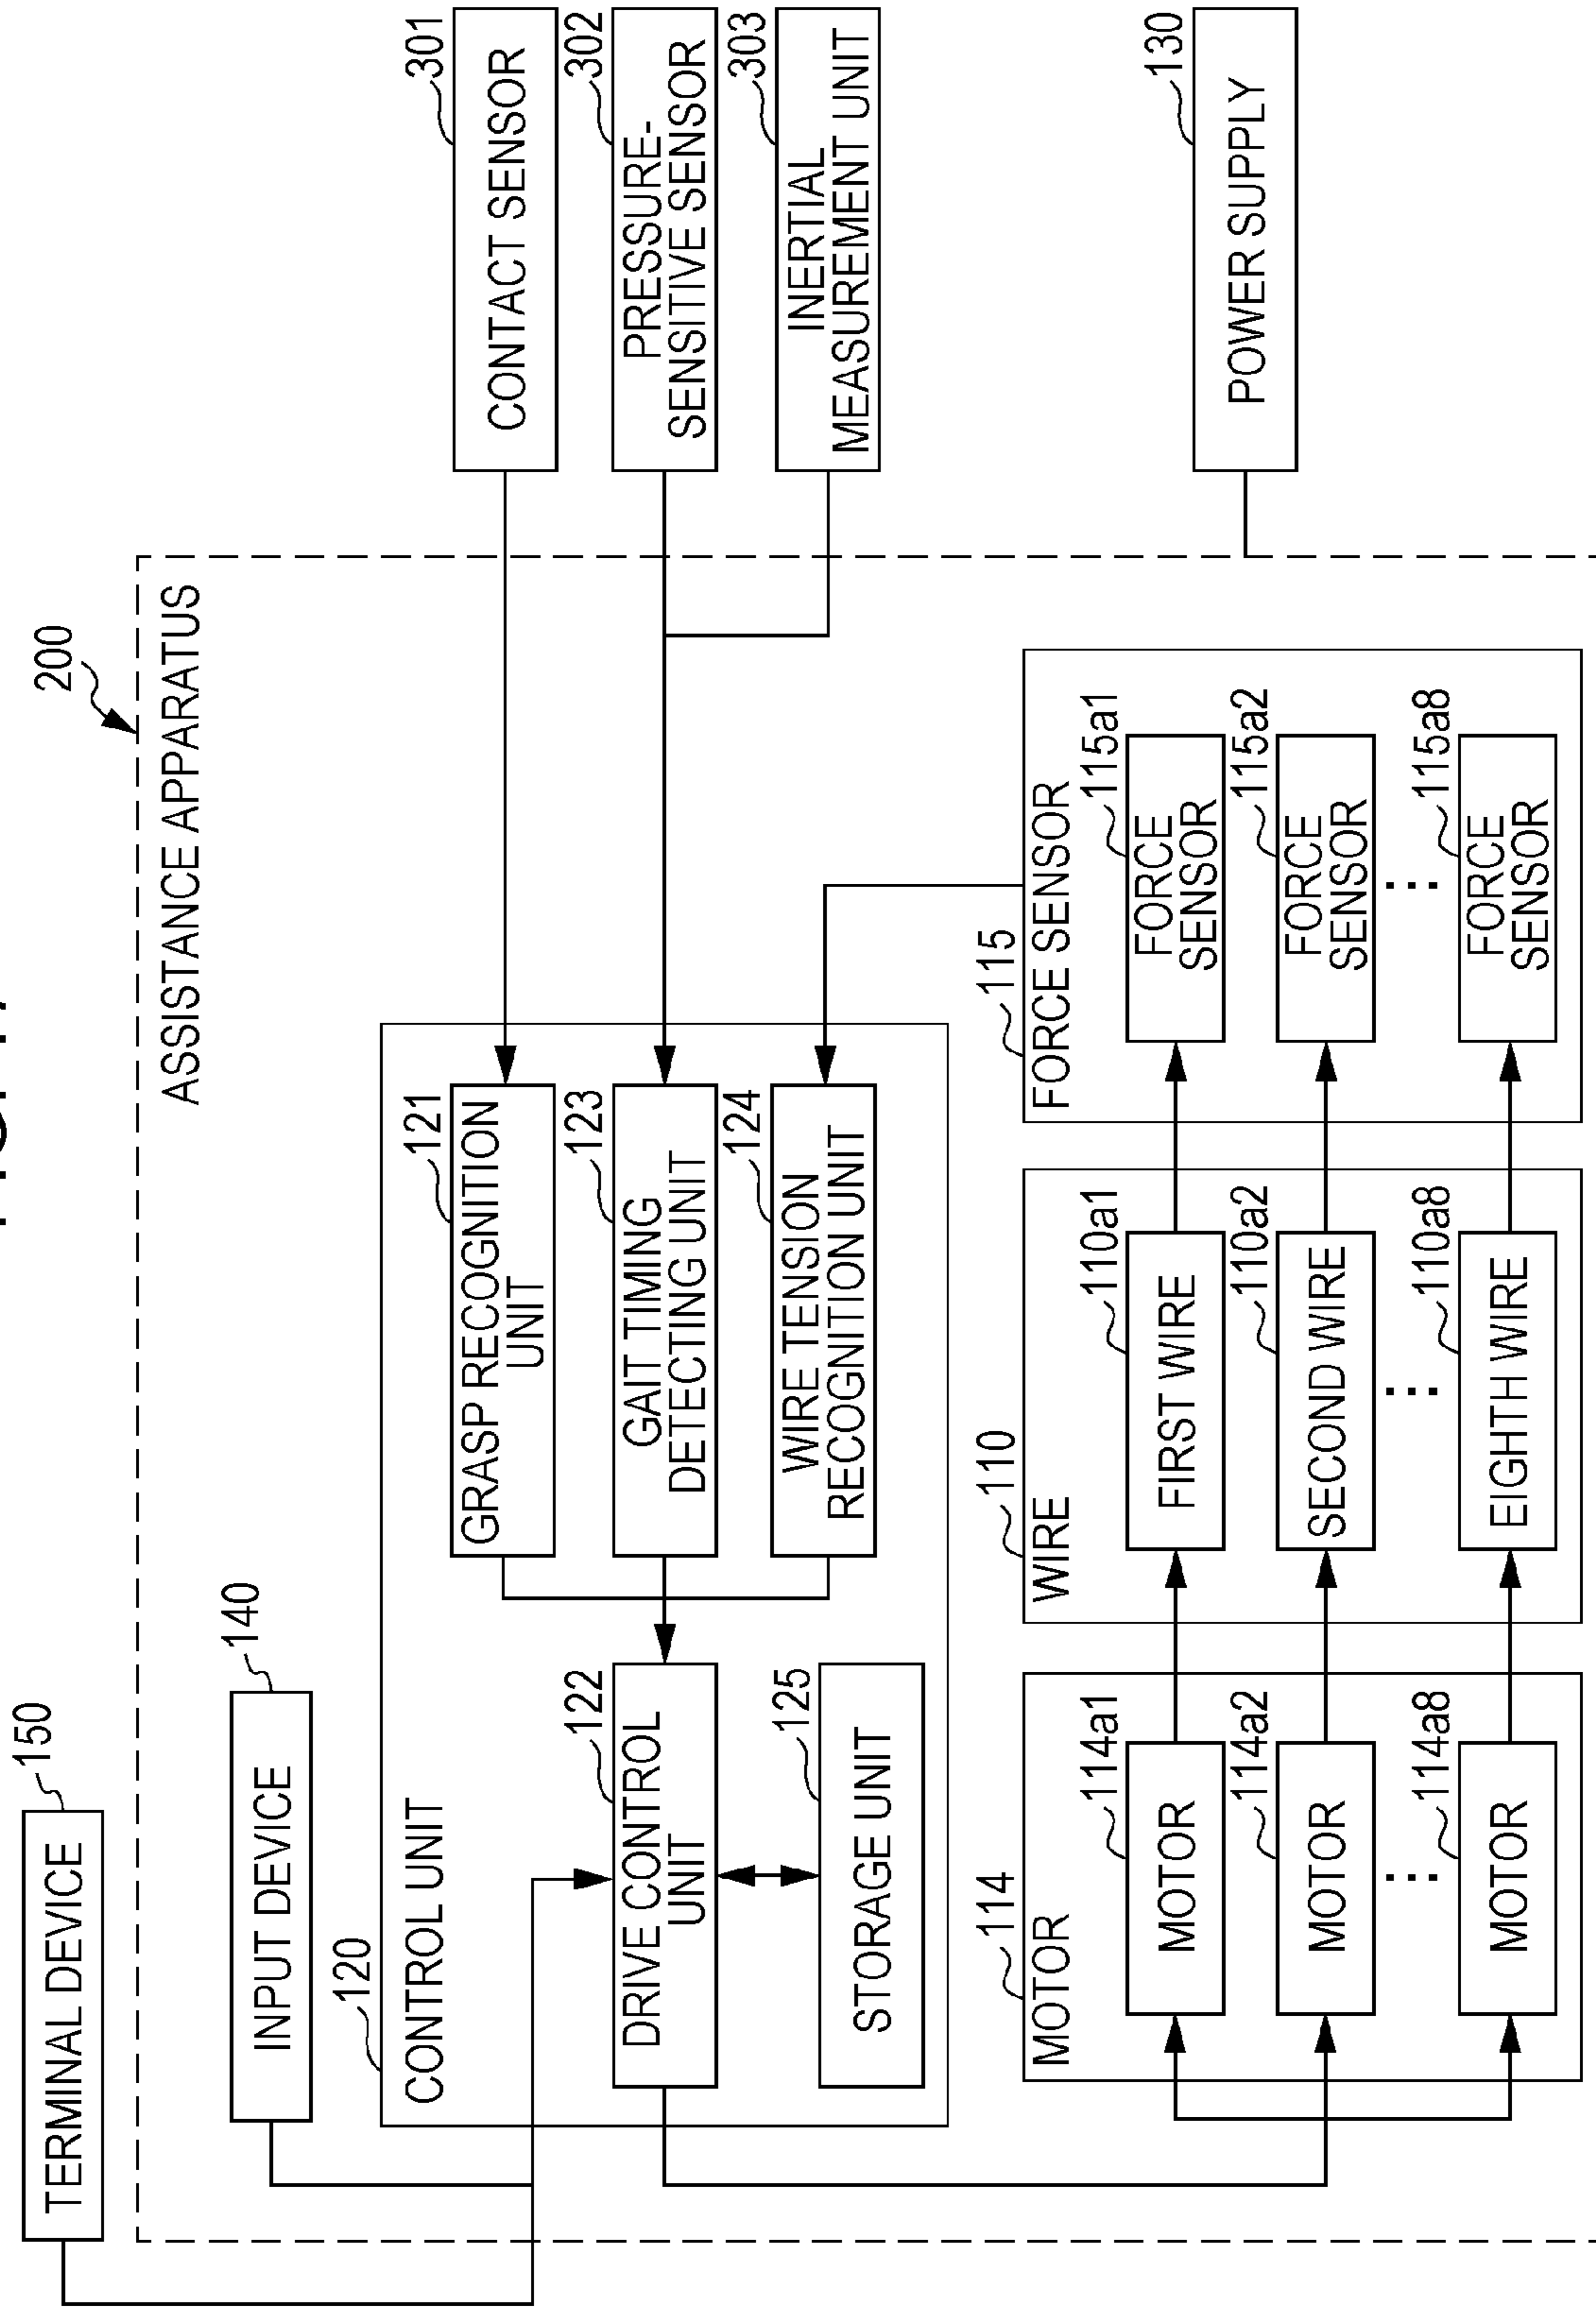 200
ASSISTANCE APPARATUS
150
TERMINAL DEVICE
140
INPUT DEVICE
120
CONTROL UNIT
122
DRIVE CONTROL
UNIT
125
STORAGE UNIT
121
GRASP RECOGNITION
UNIT
123
GAIT TIMING
DETECTING UNIT
124
WIRE TENSION
RECOGNITION UNIT
301
CONTACT SENSOR
302
PRESSURE-
SENSITIVE SENSOR
303
INERTIAL
MEASUREMENT UNIT
130
POWER SUPPLY
114
MOTOR
114a1
MOTOR
114a2
MOTOR
...
114a8
MOTOR
110
WIRE
110a1
FIRST WIRE
110a2
SECOND WIRE
...
110a8
EIGHTH WIRE
115
FORCE SENSOR
115a1
FORCE
SENSOR
115a2
FORCE
SENSOR
...
115a8
FORCE
SENSOR